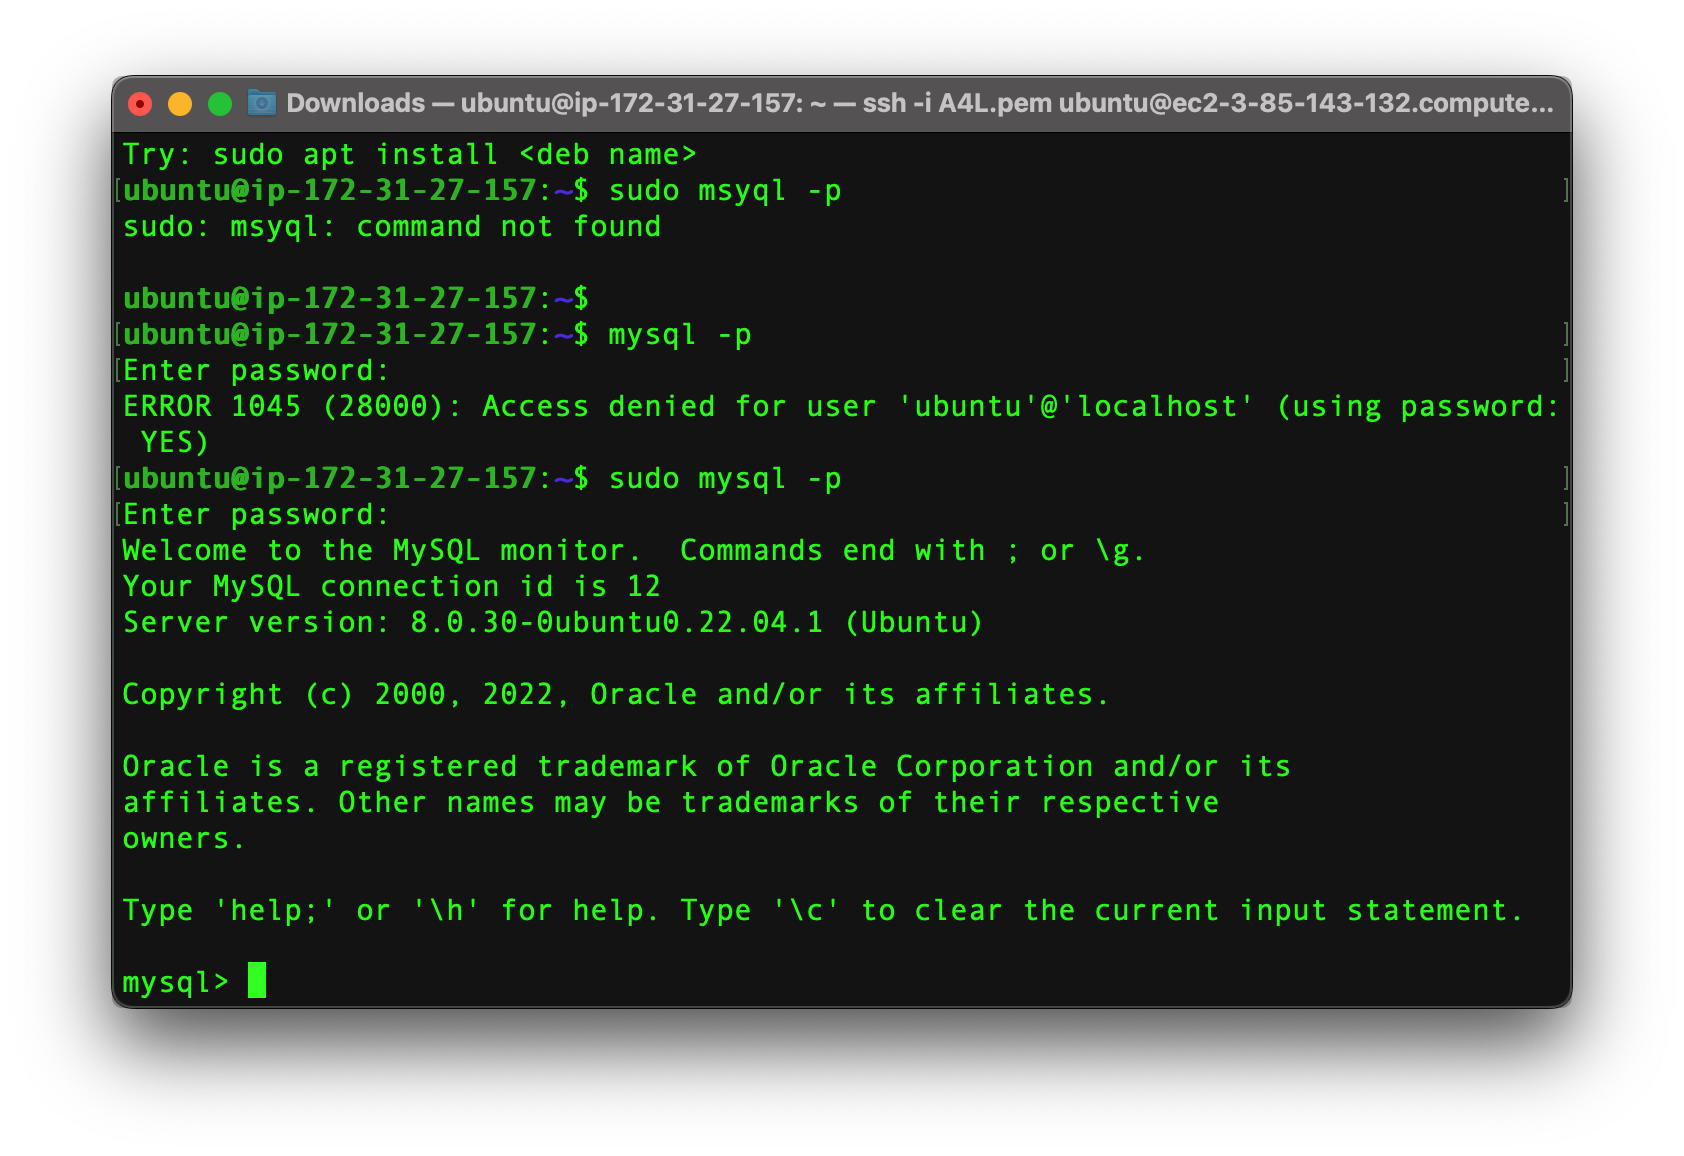 Downloads — ubuntu@ip-172-31-27-157: ~ — ssh -i A4L.pem ubuntu@ec2-3-85-143-132.compute...
Try: sudo apt install <deb name>
[ubuntu@ip-172-31-27-157:~$ sudo msyql -p ]
sudo: msyql: command not found
ubuntu@ip-172-31-27-157:~$
[ubuntu@ip-172-31-27-157:~$ mysql -p ]
[Enter password: ]
ERROR 1045 (28000): Access denied for user 'ubuntu'@'localhost' (using password:
YES)
[ubuntu@ip-172-31-27-157:~$ sudo mysql -p ]
[Enter password: ]
Welcome to the MySQL monitor.  Commands end with ; or \g.
Your MySQL connection id is 12
Server version: 8.0.30-0ubuntu0.22.04.1 (Ubuntu)
Copyright (c) 2000, 2022, Oracle and/or its affiliates.
Oracle is a registered trademark of Oracle Corporation and/or its
affiliates. Other names may be trademarks of their respective
owners.
Type 'help;' or '\h' for help. Type '\c' to clear the current input statement.
mysql>